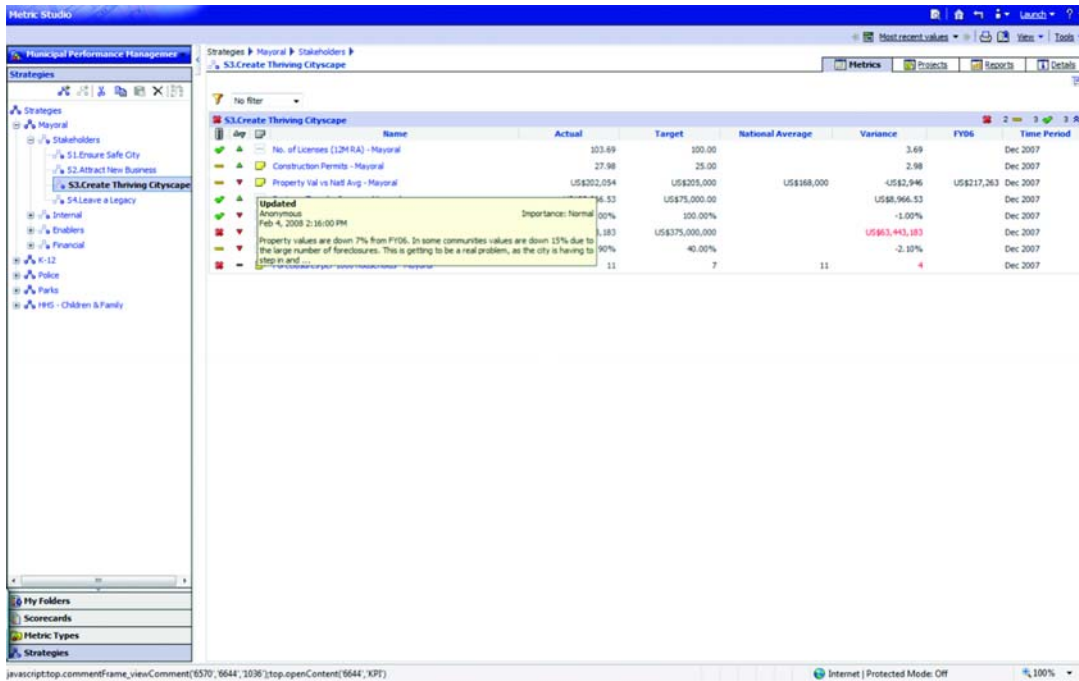 Metric Studio
Launch ?
Most recent values View Tools
Municipal Performance Managemer
Strategies
Strategies
Mayoral
Stakeholders
S1.Ensure Safe City
S2.Attract New Business
S3.Create Thriving Cityscape
S4.Leave a Legacy
Internal
Enablers
Financial
K-12
Police
Parks
HHS - Children & Family
My Folders
Scorecards
Metric Types
Strategies
Strategies Mayoral Stakeholders
S3.Create Thriving Cityscape
Metrics Projects Reports Details
No filter
S3.Create Thriving Cityscape 2 3 3
Name Actual Target National Average Variance FY06 Time Period
No. of Licenses (12M RA) - Mayoral 103.69 100.00 3.69 Dec 2007
Construction Permits - Mayoral 27.98 25.00 2.98 Dec 2007
Property Val vs Natl Avg - Mayoral US$202,054 US$205,000 US$168,000 -US$2,946 US$217,263 Dec 2007
US$75,000.00 US$8,966.53 Dec 2007
100.00% -1.00% Dec 2007
US$375,000,000 US$63,443,183 Dec 2007
40.00% -2.10% Dec 2007
11 7 11 4 Dec 2007
Updated
Anonymous Importance: Normal
Feb 4, 2008 2:16:00 PM
Property values are down 7% from FY06. In some communities values are down 15% due to
the large number of foreclosures. This is getting to be a real problem, as the city is having to
step in and ...
javascript:top.commentFrame_viewComment('6570','6644','1036');top.openContent('6644','KPI')
Internet | Protected Mode: Off
100%